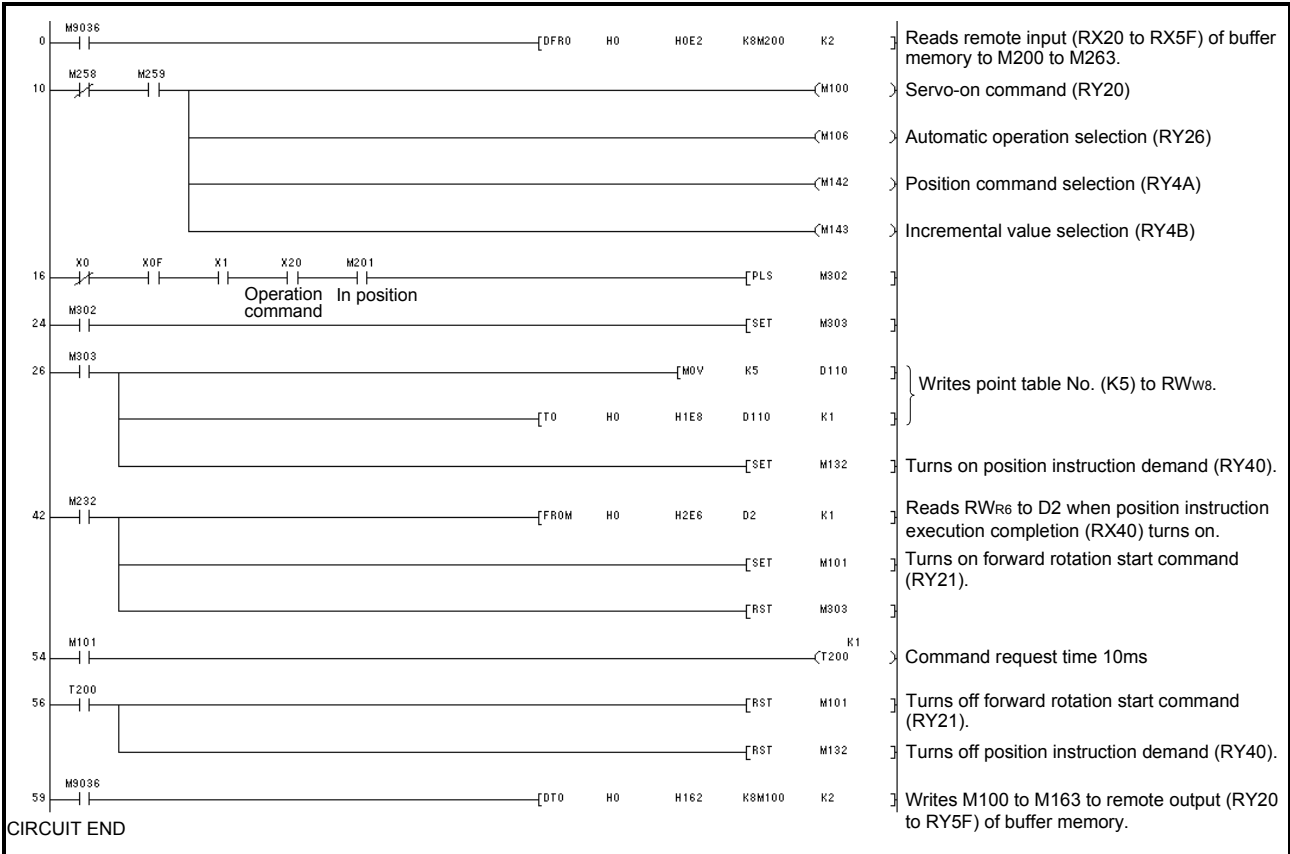 M9036
0 [DFRO H0 H0E2 K8M200 K2 ] Reads remote input (RX20 to RX5F) of buffer
memory to M200 to M263.
M258 M259
10 (M100 ) Servo-on command (RY20)
(M106 ) Automatic operation selection (RY26)
(M142 ) Position command selection (RY4A)
(M143 ) Incremental value selection (RY4B)
X0 X0F X1 X20 M201
16 [PLS M302 ]
Operation In position
command
M302
24 [SET M303 ]
M303
26 [MOV K5 D110 ]
Writes point table No. (K5) to RWW8.
[TO H0 H1E8 D110 K1 ]
[SET M132 ] Turns on position instruction demand (RY40).
M232
42 [FROM H0 H2E6 D2 K1 ] Reads RWR6 to D2 when position instruction
execution completion (RX40) turns on.
[SET M101 ] Turns on forward rotation start command
(RY21).
[RST M303 ]
M101 K1
54 (T200 ) Command request time 10ms
T200
56 [RST M101 ] Turns off forward rotation start command
(RY21).
[RST M132 ] Turns off position instruction demand (RY40).
M9036
59 [DTO H0 H162 K8M100 K2 ] Writes M100 to M163 to remote output (RY20
to RY5F) of buffer memory.
CIRCUIT END